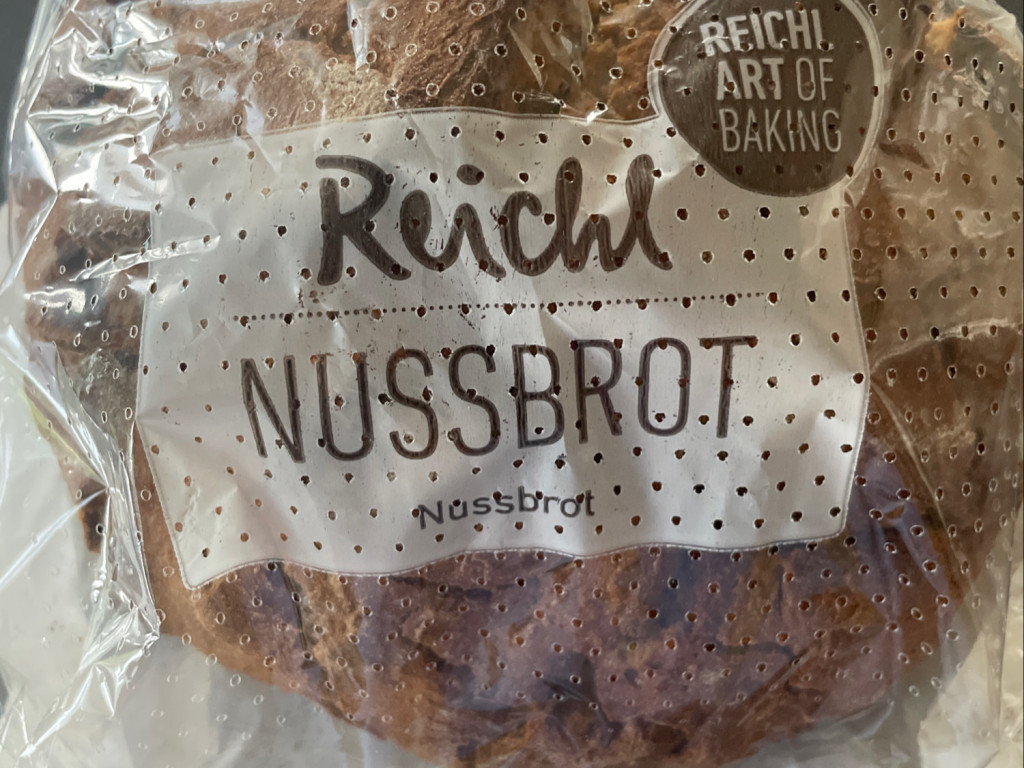 REICHL
ART OF
BAKING
Reichl
NUSSBROT
Nussbrot